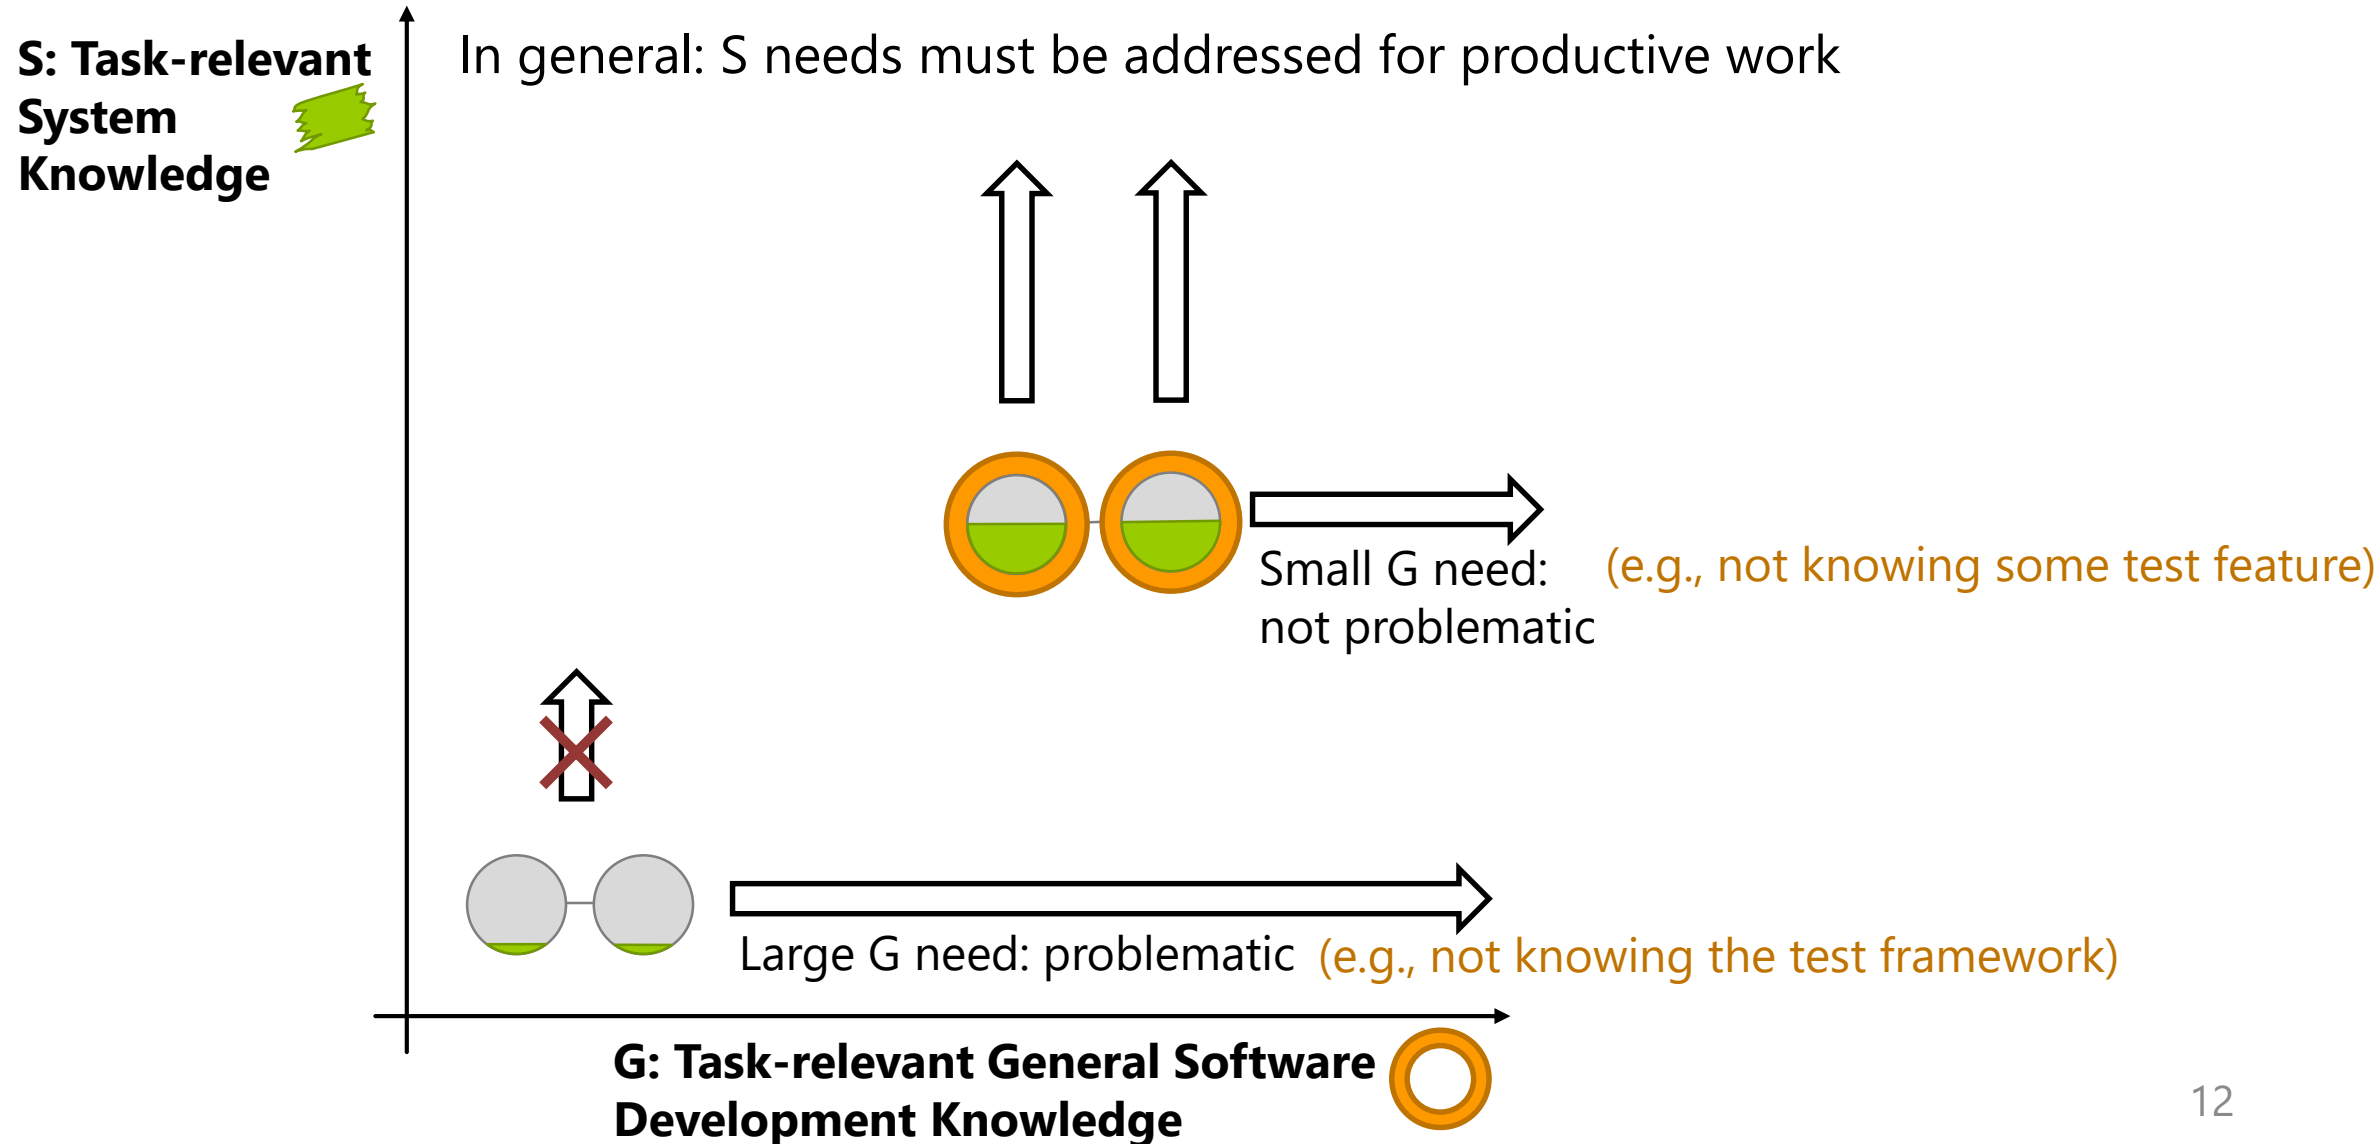 S: Task-relevant
System
Knowledge
In general: S needs must be addressed for productive work
Small G need:
not problematic
(e.g., not knowing some test feature)
Large G need: problematic (e.g., not knowing the test framework)
G: Task-relevant General Software
Development Knowledge
12